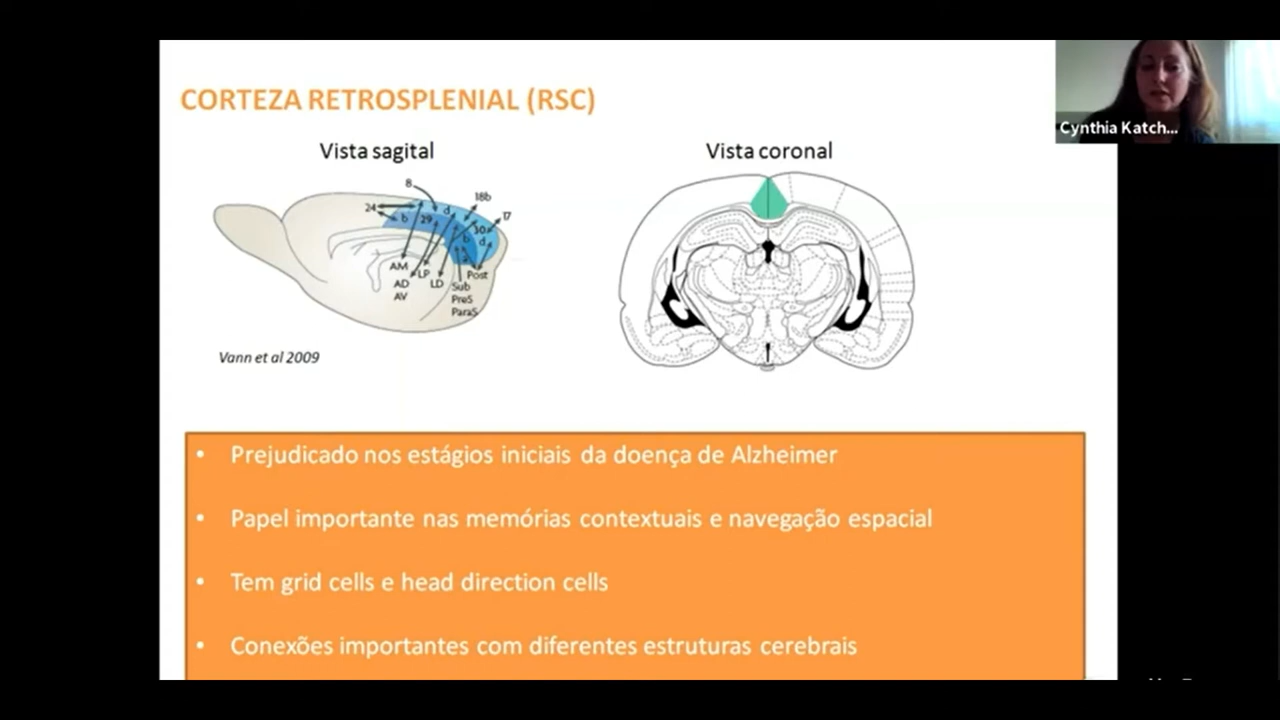 CORTEZA RETROSPLENIAL (RSC)
Cynthia Katch...
Vista sagital
Vista coronal
8
18b
24
b
29
d
17
30
b
d
AM
LP
Post
AD
LD
Sub
AV
PreS
ParaS
Vann et al 2009
• Prejudicado nos estágios iniciais da doença de Alzheimer
• Papel importante nas memórias contextuais e navegação espacial
• Tem grid cells e head direction cells
• Conexões importantes com diferentes estruturas cerebrais